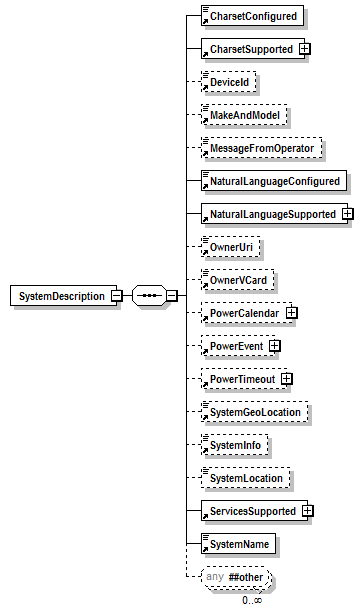 CharsetConfigured
CharsetSupported
DeviceId
MakeAndModel
MessageFromOperator
NaturalLanguageConfigured
NaturalLanguageSupported
OwnerUri
OwnerVCard
SystemDescription
PowerCalendar
PowerEvent
PowerTimeout
SystemGeoLocation
SystemInfo
SystemLocation
ServicesSupported
SystemName
any ##other
0..∞